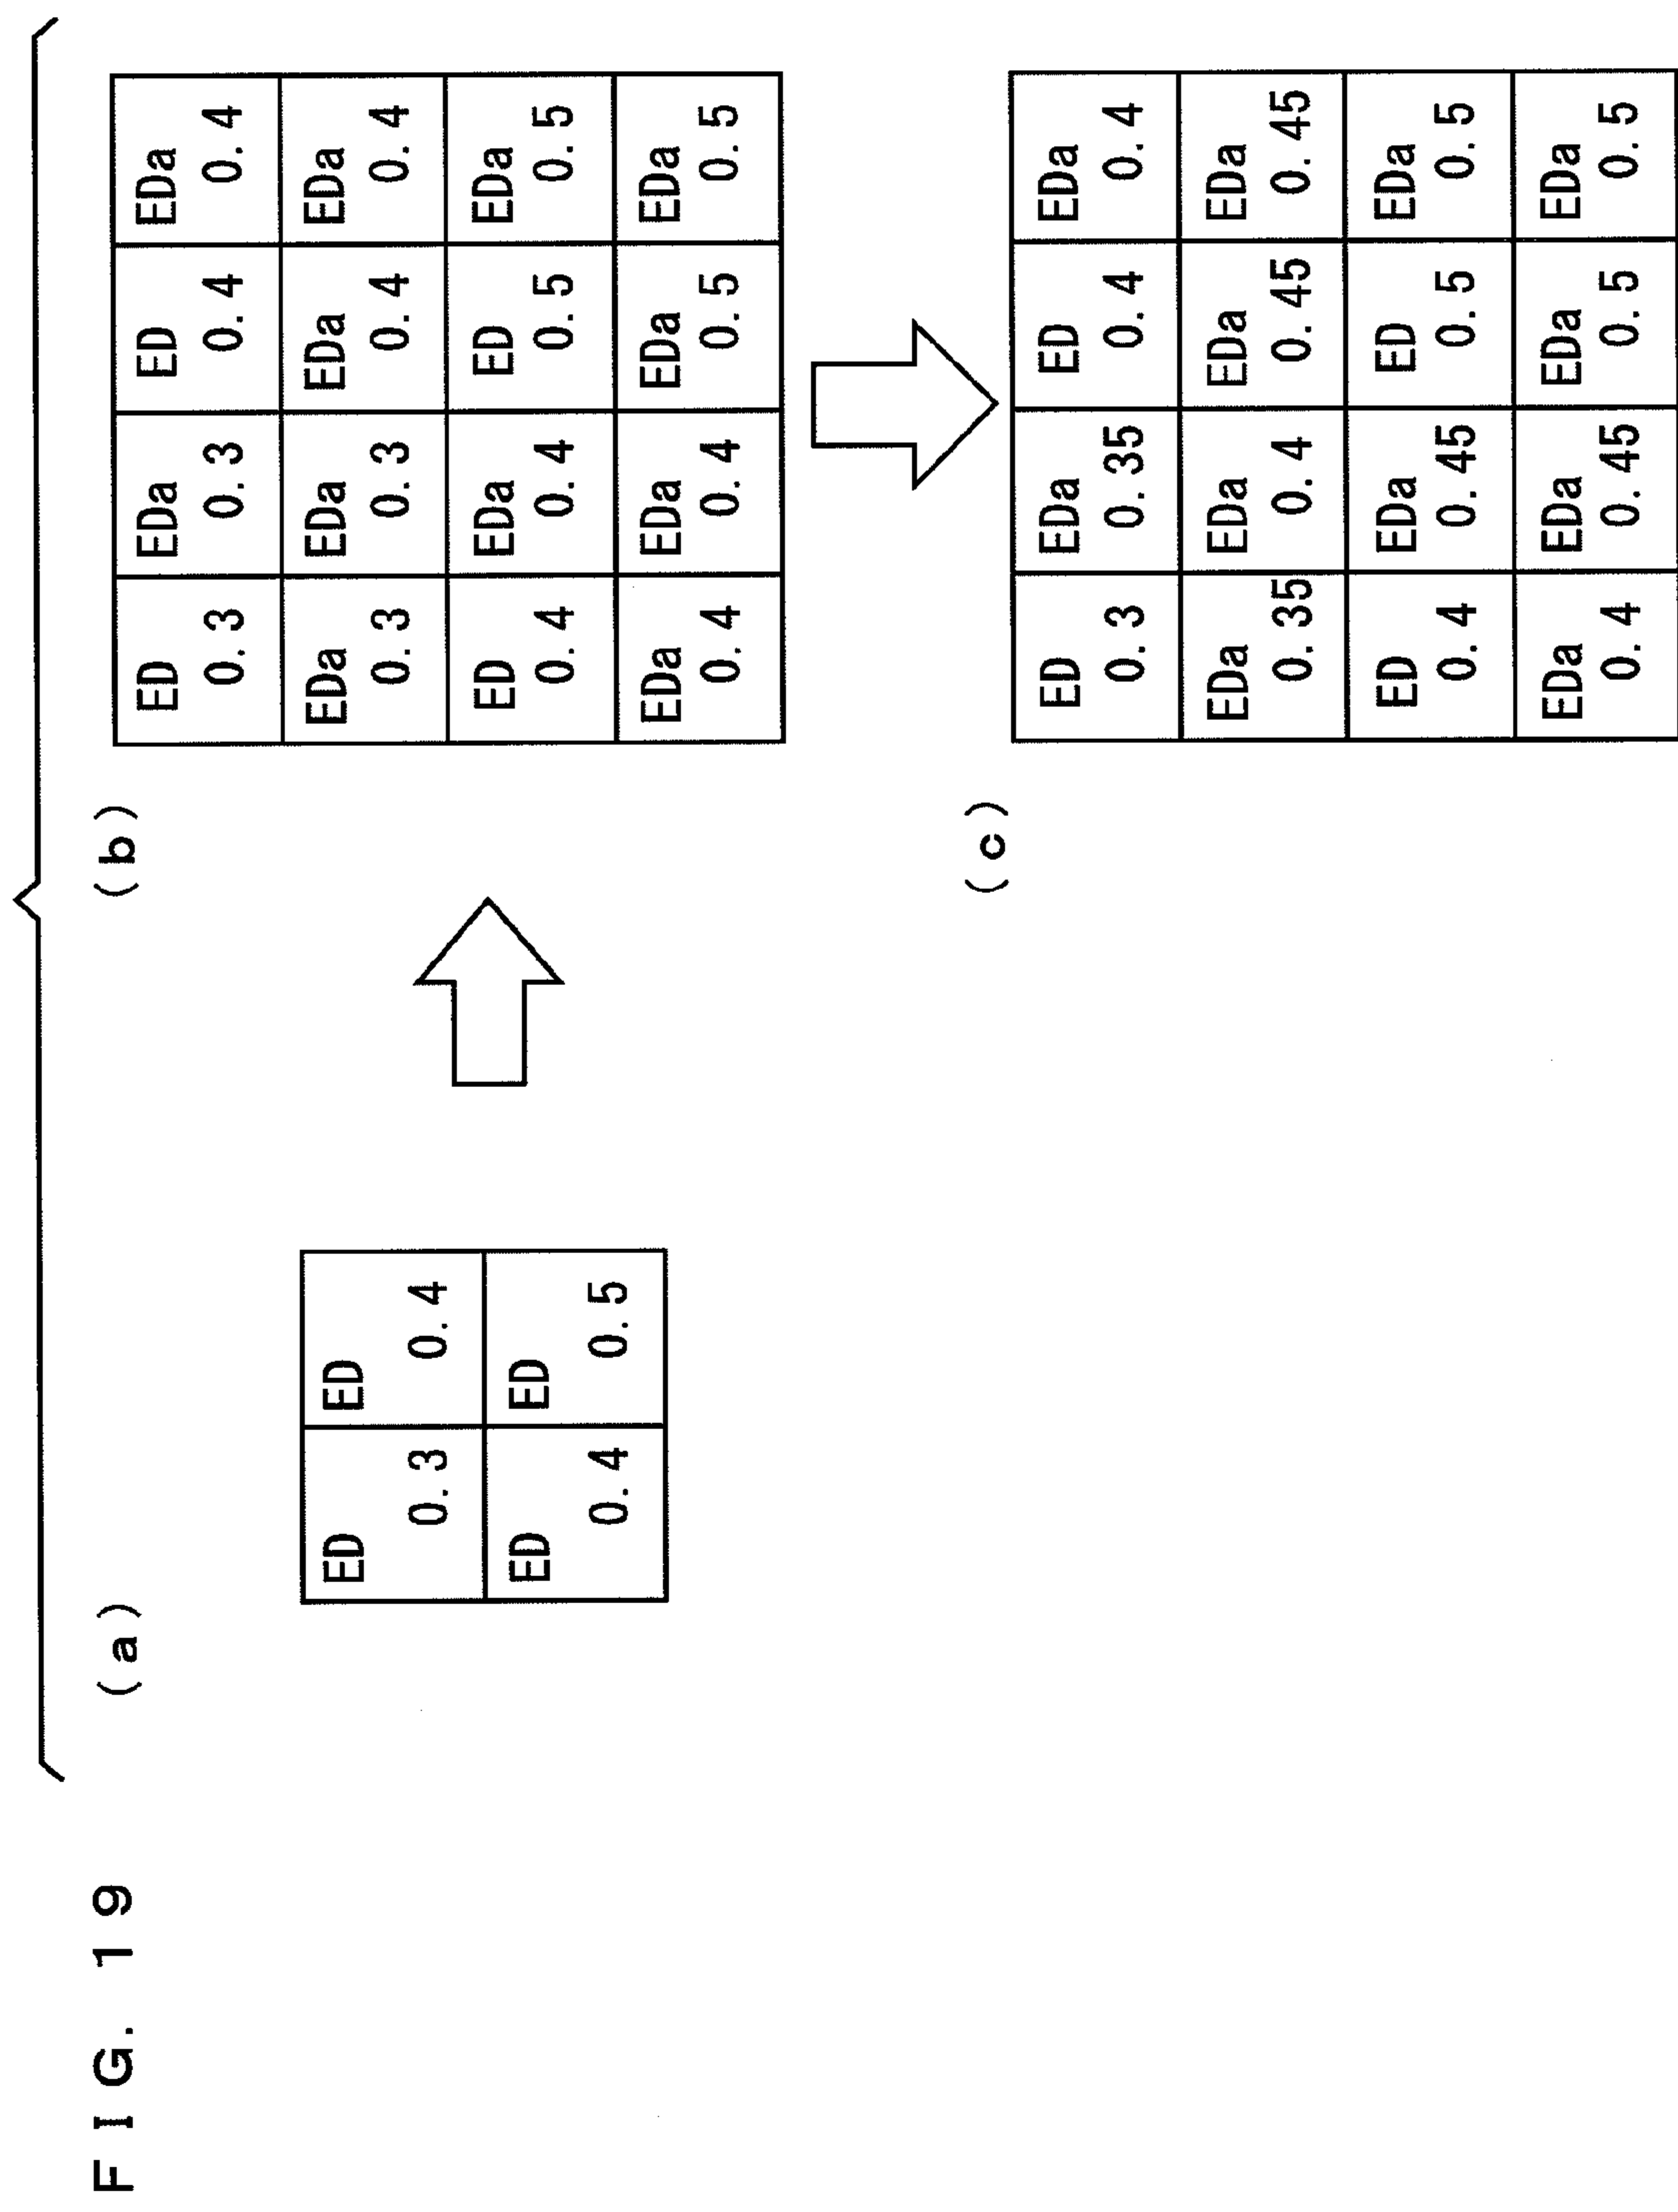 FIG. 19
(a)
ED ED
0.3 0.4
ED ED
0.4 0.5
(b)
ED EDa ED EDa
0.3 0.3 0.4 0.4
EDa EDa EDa EDa
0.3 0.3 0.4 0.4
ED EDa ED EDa
0.4 0.4 0.5 0.5
EDa EDa EDa EDa
0.4 0.4 0.5 0.5
(c)
ED EDa ED EDa
0.3 0.35 0.4 0.4
EDa EDa EDa EDa
0.35 0.4 0.45 0.45
ED EDa ED EDa
0.4 0.45 0.5 0.5
EDa EDa EDa EDa
0.4 0.45 0.5 0.5